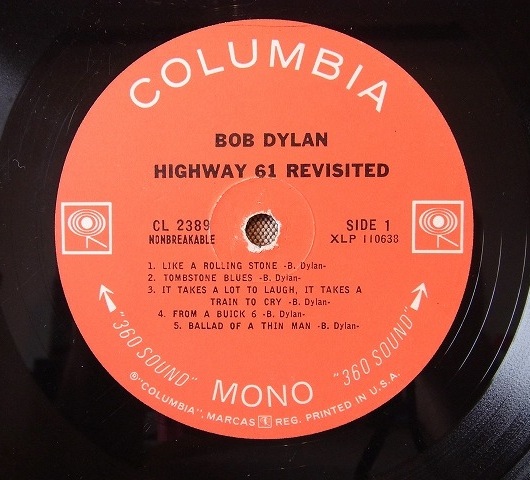 COLUMBIA
BOB DYLAN
HIGHWAY 61 REVISITED
CL 2389
NONBREAKABLE
SIDE 1
XLP 110638
1. LIKE A ROLLING STONE -B. Dylan-
2. TOMBSTONE BLUES -B. Dylan-
3. IT TAKES A LOT TO LAUGH, IT TAKES A
TRAIN TO CRY -B. Dylan-
4. FROM A BUICK 6 -B. Dylan-
5. BALLAD OF A THIN MAN -B. Dylan-
"360 SOUND" MONO "360 SOUND"
®"COLUMBIA", MARCAS REG. PRINTED IN U.S.A.